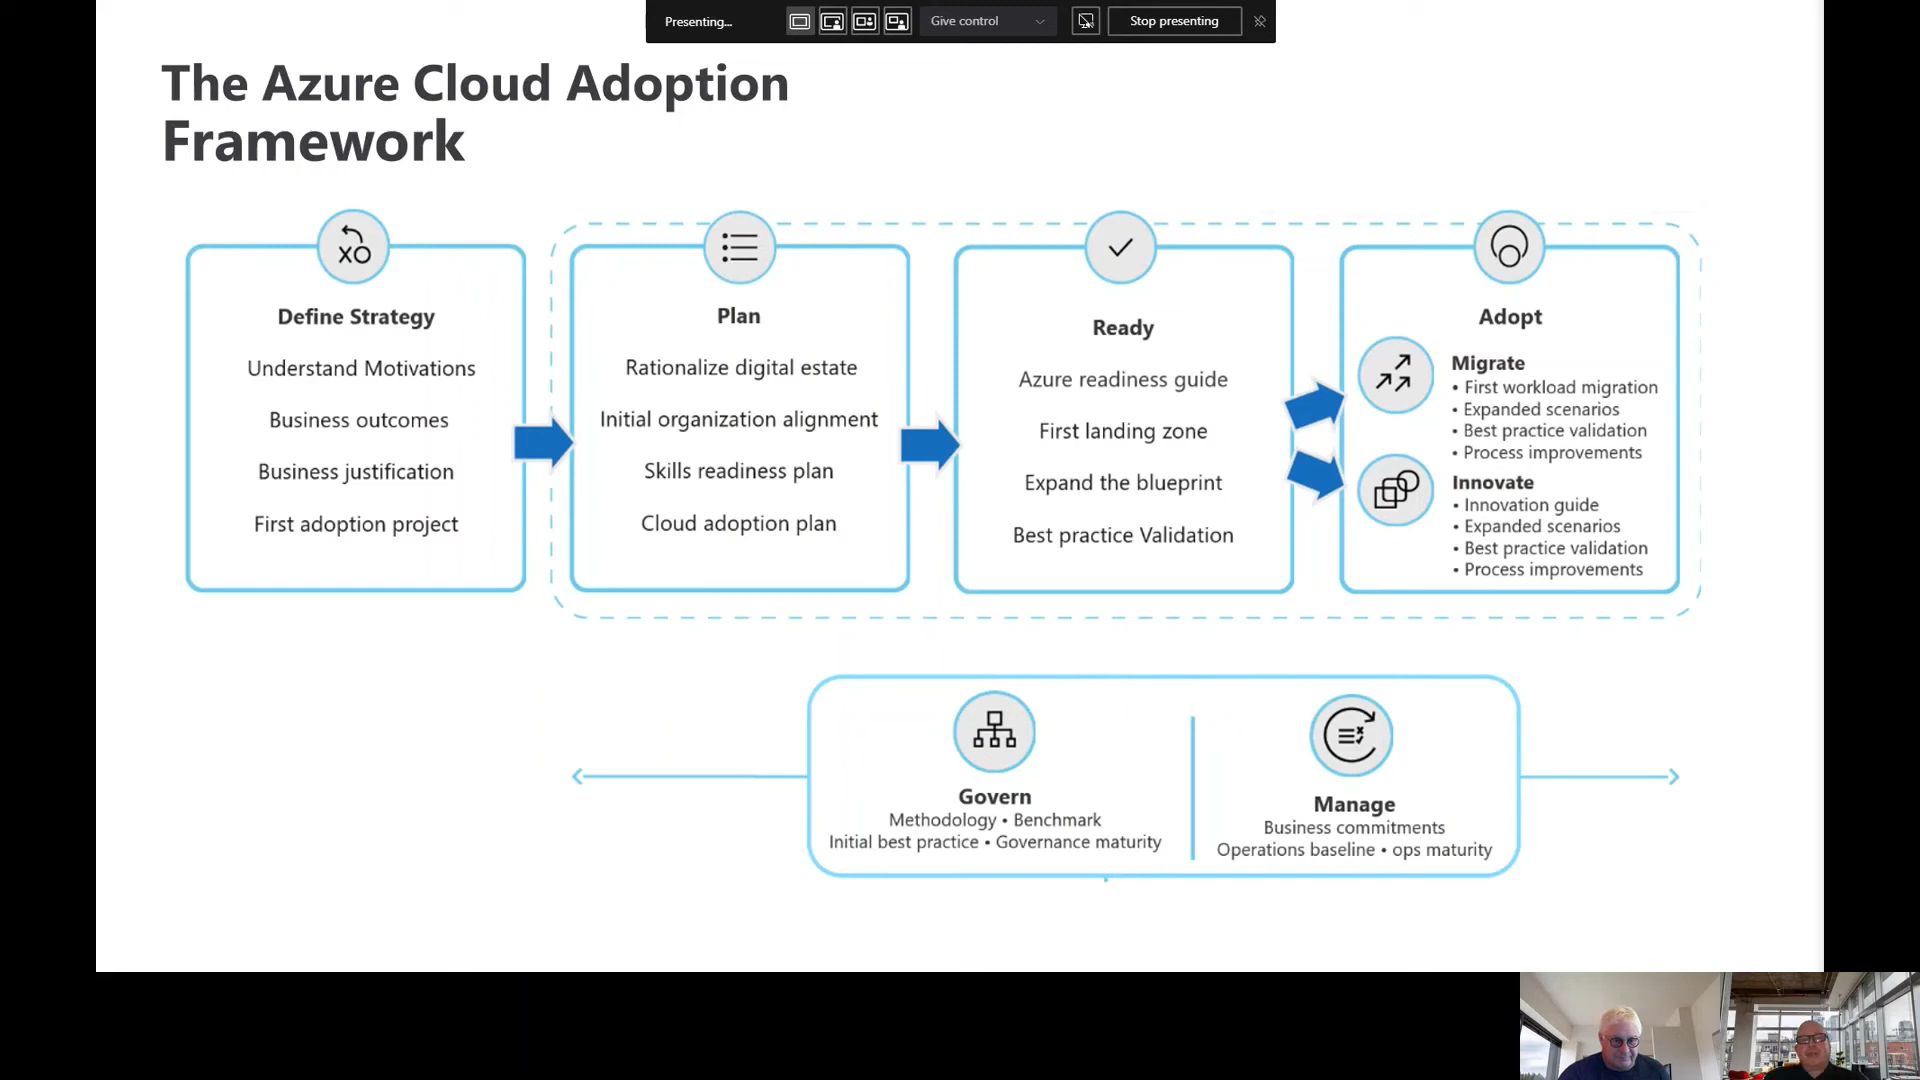 Presenting...
Give control
Stop presenting
The Azure Cloud Adoption
Framework
xo
Define Strategy
Understand Motivations
Business outcomes
Business justification
First adoption project
Plan
Rationalize digital estate
Initial organization alignment
Skills readiness plan
Cloud adoption plan
Ready
Azure readiness guide
First landing zone
Expand the blueprint
Best practice Validation
Adopt
Migrate
• First workload migration
• Expanded scenarios
• Best practice validation
• Process improvements
Innovate
• Innovation guide
• Expanded scenarios
• Best practice validation
• Process improvements
Govern
Methodology • Benchmark
Initial best practice • Governance maturity
Manage
Business commitments
Operations baseline • ops maturity